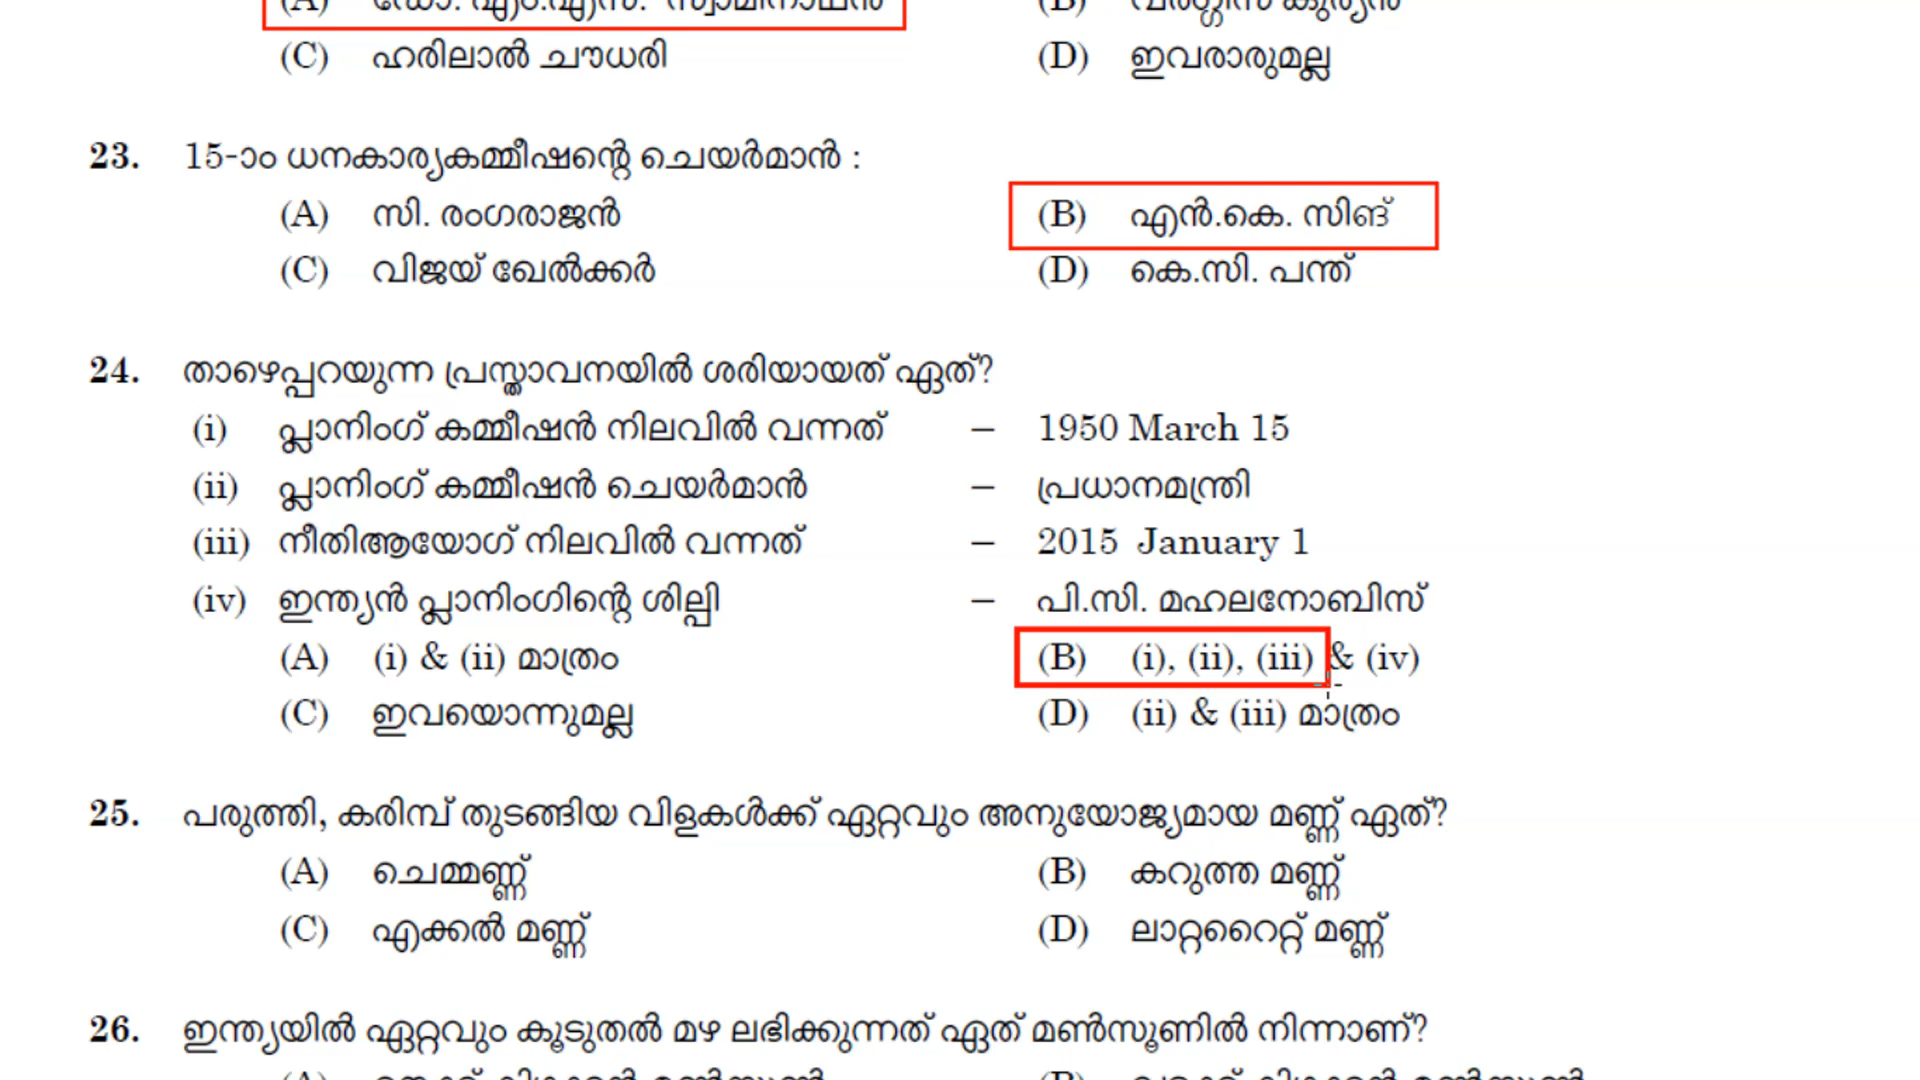 (A) ഡോ. എം.എസ്. സ്വാമിനാഥൻ (B) വർഗ്ഗീസ് കുര്യൻ
(C) ഹരിലാൽ ചൗധരി (D) ഇവരാരുമല്ല
23. 15-ാം ധനകാര്യകമ്മീഷന്റെ ചെയർമാൻ :
(A) സി. രംഗരാജൻ (B) എൻ.കെ. സിങ്
(C) വിജയ് ഖേൽക്കർ (D) കെ.സി. പന്ത്
24. താഴെപ്പറയുന്ന പ്രസ്താവനയിൽ ശരിയായത് ഏത്?
(i) പ്ലാനിംഗ് കമ്മീഷൻ നിലവിൽ വന്നത് – 1950 March 15
(ii) പ്ലാനിംഗ് കമ്മീഷൻ ചെയർമാൻ – പ്രധാനമന്ത്രി
(iii) നീതിആയോഗ് നിലവിൽ വന്നത് – 2015 January 1
(iv) ഇന്ത്യൻ പ്ലാനിംഗിന്റെ ശില്പി – പി.സി. മഹലനോബിസ്
(A) (i) & (ii) മാത്രം (B) (i), (ii), (iii) & (iv)
(C) ഇവയൊന്നുമല്ല (D) (ii) & (iii) മാത്രം
25. പരുത്തി, കരിമ്പ് തുടങ്ങിയ വിളകൾക്ക് ഏറ്റവും അനുയോജ്യമായ മണ്ണ് ഏത്?
(A) ചെമ്മണ്ണ് (B) കറുത്ത മണ്ണ്
(C) എക്കൽ മണ്ണ് (D) ലാറ്ററൈറ്റ് മണ്ണ്
26. ഇന്ത്യയിൽ ഏറ്റവും കൂടുതൽ മഴ ലഭിക്കുന്നത് ഏത് മൺസൂണിൽ നിന്നാണ്?